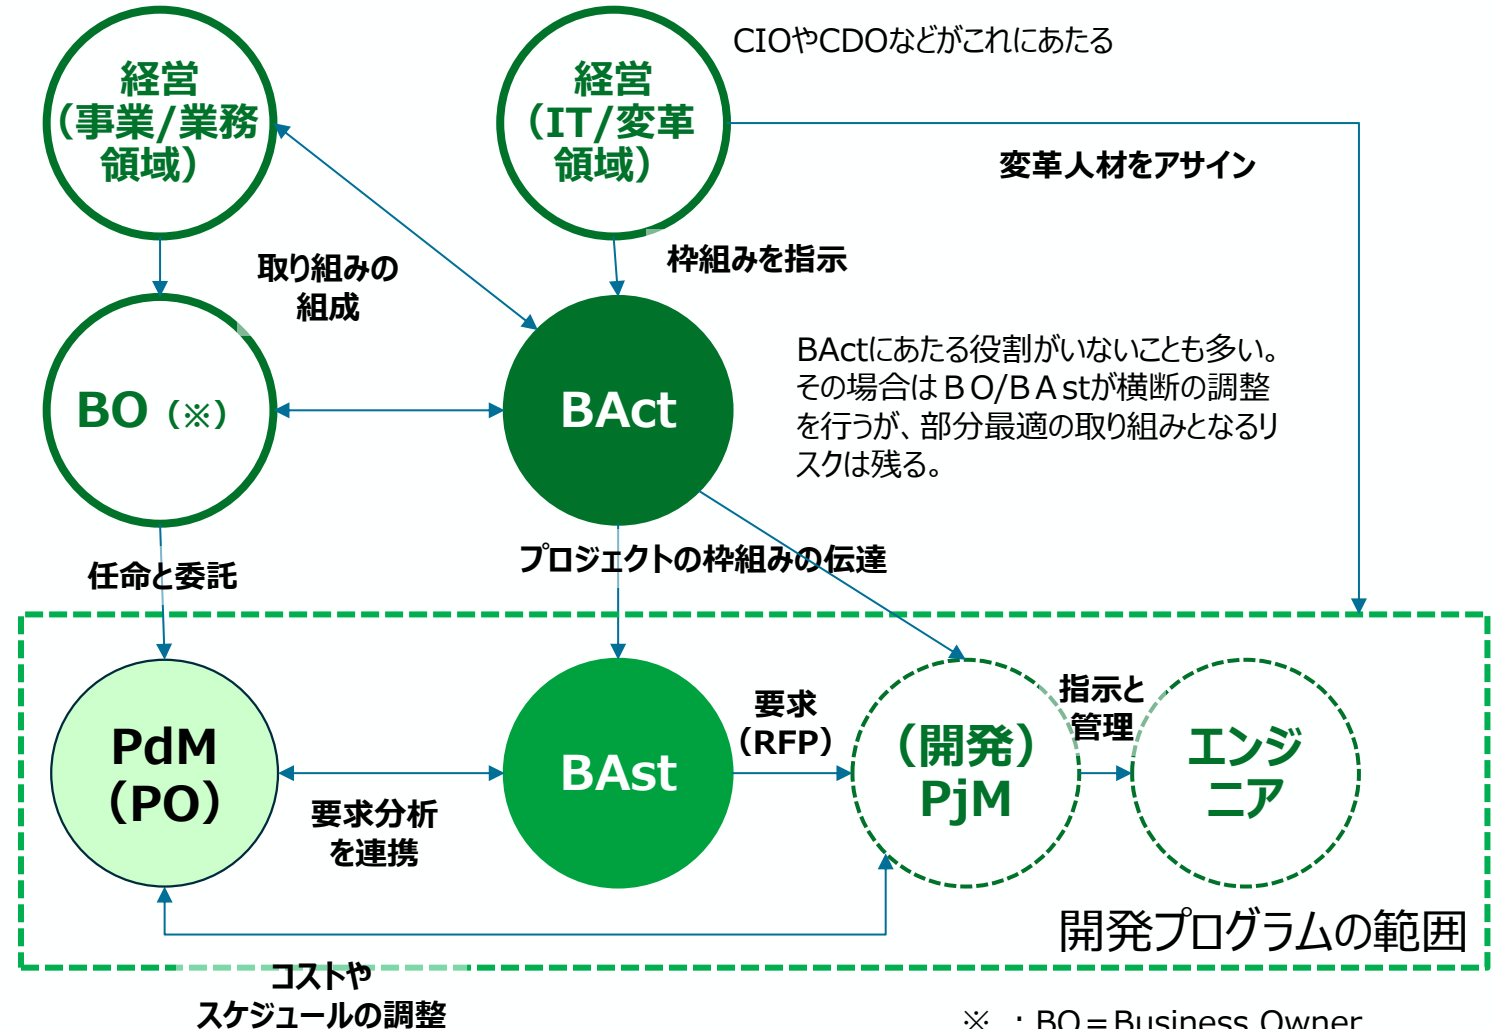 CIOやCDOなどがこれにあたる
経営
（事業/業務
領域）
経営
（IT/変革
領域）
変革人材をアサイン
取り組みの
組成
枠組みを指示
BO（※）
BAct
BActにあたる役割がいないことも多い。
その場合はＢＯ/ＢＡstが横断の調整
を行うが、部分最適の取り組みとなるリ
スクは残る。
任命と委託
プロジェクトの枠組みの伝達
PdM
（PO）
要求分析
を連携
BAst
要求
（RFP）
（開発）
PjM
指示と
管理
エンジ
ニア
開発プログラムの範囲
コストや
スケジュールの調整
※：BO＝Business Owner